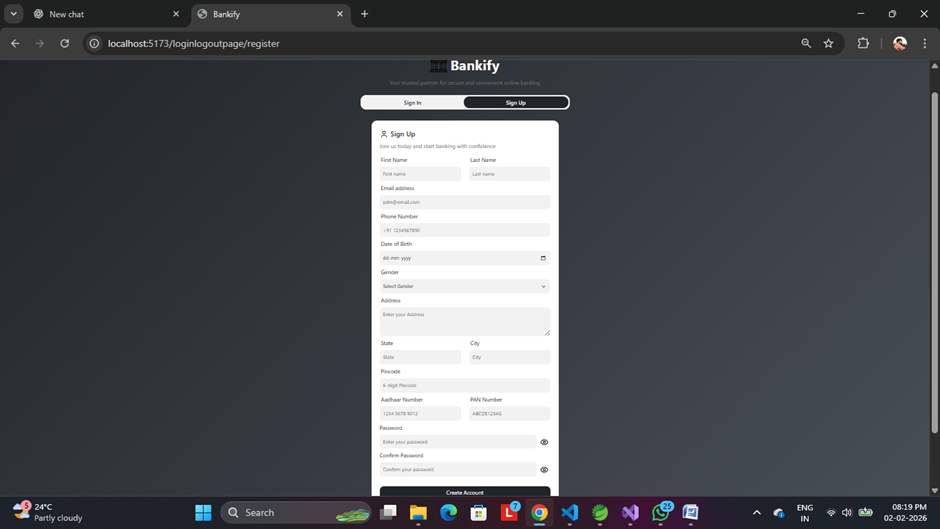 New chat
Bankify
localhost:5173/loginlogoutpage/register
Bankify
Your trusted partner for secure and convenient online banking
Sign In
Sign Up
Sign Up
Join us today and start banking with confidence
First Name
Last Name
First name
Last name
Email address
john@email.com
Phone Number
+91 1234567890
Date of Birth
dd-mm-yyyy
Gender
Select Gender
Address
Enter your Address
State
City
State
City
Pincode
6-digit Pincode
Aadhaar Number
PAN Number
1234 5678 9012
ABCDE1234G
Password
Enter your password
Confirm Password
Confirm your password
Create Account
5
24°C
Partly cloudy
Search
L
7
25
ENG
IN
08:19 PM
02-02-2026